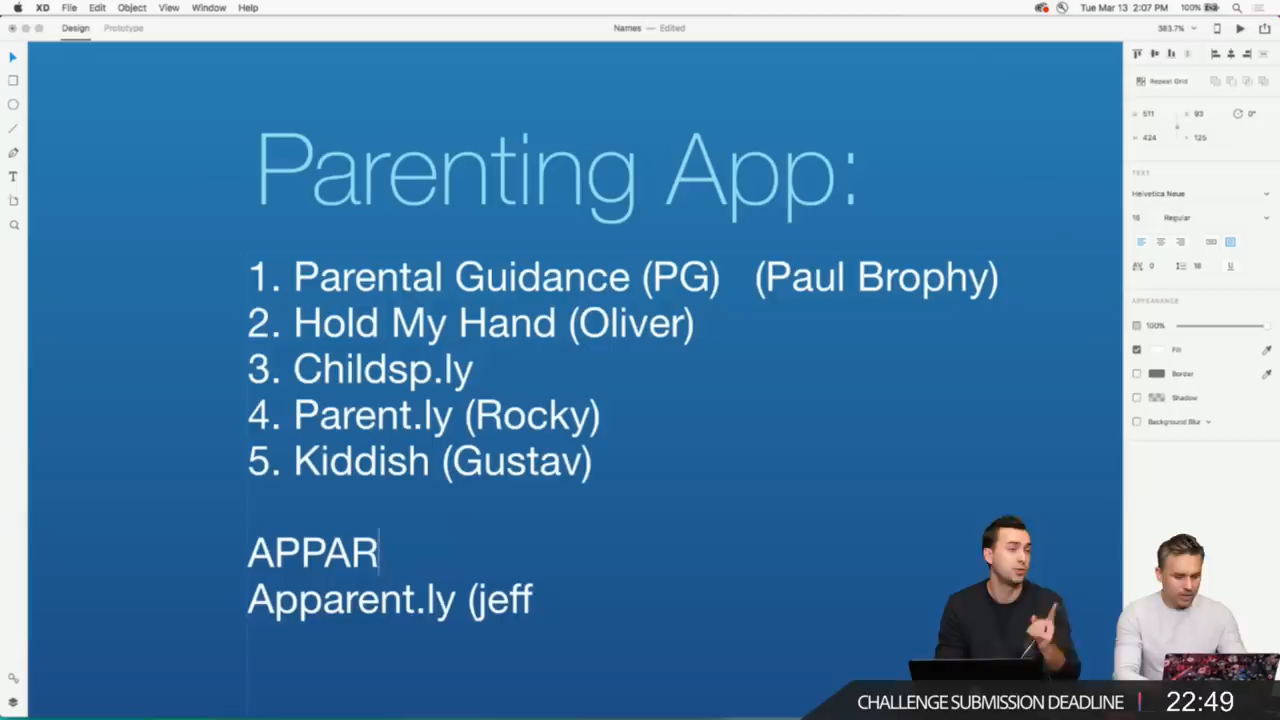 XD File Edit Object View Window Help
Tue Mar 13 2:07 PM 100%
Design Prototype
Names — Edited
383.7%
Parenting App:
1. Parental Guidance (PG) (Paul Brophy)
2. Hold My Hand (Oliver)
3. Childsp.ly
4. Parent.ly (Rocky)
5. Kiddish (Gustav)
APPAR
Apparent.ly (jeff
Repeat Grid
W 511 X 93 0°
H 424 Y 125
TEXT
Helvetica Neue
16 Regular
0 18
APPEARANCE
100%
Fill
Border
Shadow
Background Blur
CHALLENGE SUBMISSION DEADLINE | 22:49